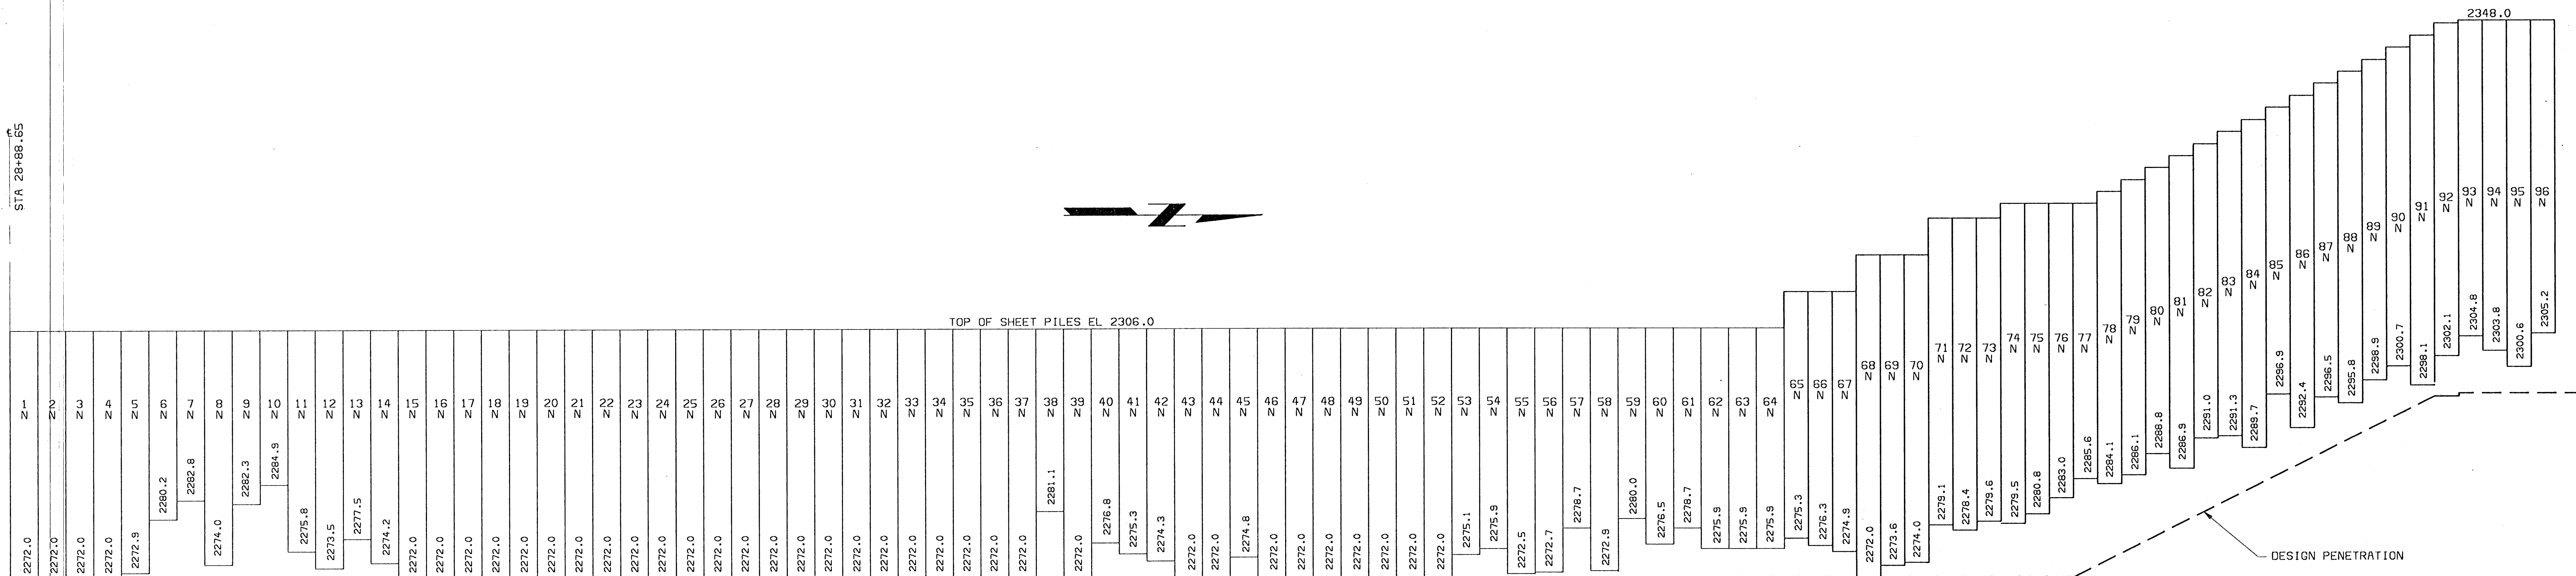 2348.0
STA 28+88.65
TOP OF SHEET PILES EL 2306.0
1 N 2272.0
2 N 2272.0
3 N 2272.0
4 N 2272.0
5 N 2272.9
6 N 2280.2
7 N 2282.8
8 N 2274.0
9 N 2282.3
10 N 2284.9
11 N 2275.8
12 N 2273.5
13 N 2277.5
14 N 2274.2
15 N 2272.0
16 N 2272.0
17 N 2272.0
18 N 2272.0
19 N 2272.0
20 N 2272.0
21 N 2272.0
22 N 2272.0
23 N 2272.0
24 N 2272.0
25 N 2272.0
26 N 2272.0
27 N 2272.0
28 N 2272.0
29 N 2272.0
30 N 2272.0
31 N 2272.0
32 N 2272.0
33 N 2272.0
34 N 2272.0
35 N 2272.0
36 N 2272.0
37 N 2272.0
38 N 2281.1
39 N 2272.0
40 N 2276.8
41 N 2275.3
42 N 2274.3
43 N 2272.0
44 N 2272.0
45 N 2274.8
46 N 2272.0
47 N 2272.0
48 N 2272.0
49 N 2272.0
50 N 2272.0
51 N 2272.0
52 N 2272.0
53 N 2275.1
54 N 2275.9
55 N 2272.5
56 N 2272.7
57 N 2278.7
58 N 2272.9
59 N 2280.0
60 N 2276.5
61 N 2278.7
62 N 2275.9
63 N 2275.9
64 N 2275.9
65 N 2275.3
66 N 2276.3
67 N 2274.9
68 N 2272.0
69 N 2273.6
70 N 2274.0
71 N 2279.1
72 N 2278.4
73 N 2279.6
74 N 2279.5
75 N 2280.8
76 N 2283.0
77 N 2285.6
78 N 2284.1
79 N 2286.1
80 N 2288.8
81 N 2286.9
82 N 2291.0
83 N 2291.3
84 N 2289.7
85 N 2296.9
86 N 2292.4
87 N 2296.5
88 N 2295.8
89 N 2298.9
90 N 2300.7
91 N 2298.1
92 N 2302.1
93 N 2304.8
94 N 2303.8
95 N 2300.6
96 N 2305.2
DESIGN PENETRATION